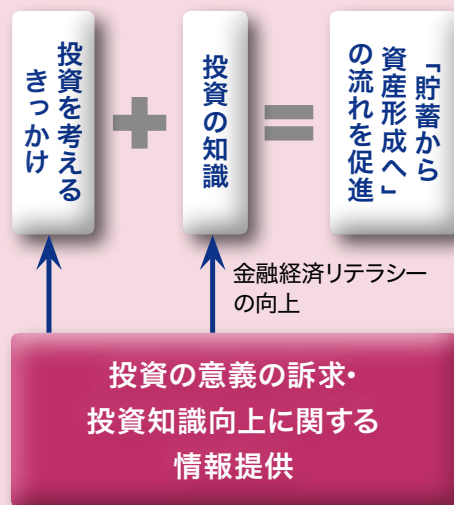 投資を考える
きっかけ
+
投資の知識
=
「貯蓄から
資産形成へ」
の流れを促進
金融経済リテラシー
の向上
投資の意義の訴求・
投資知識向上に関する
情報提供